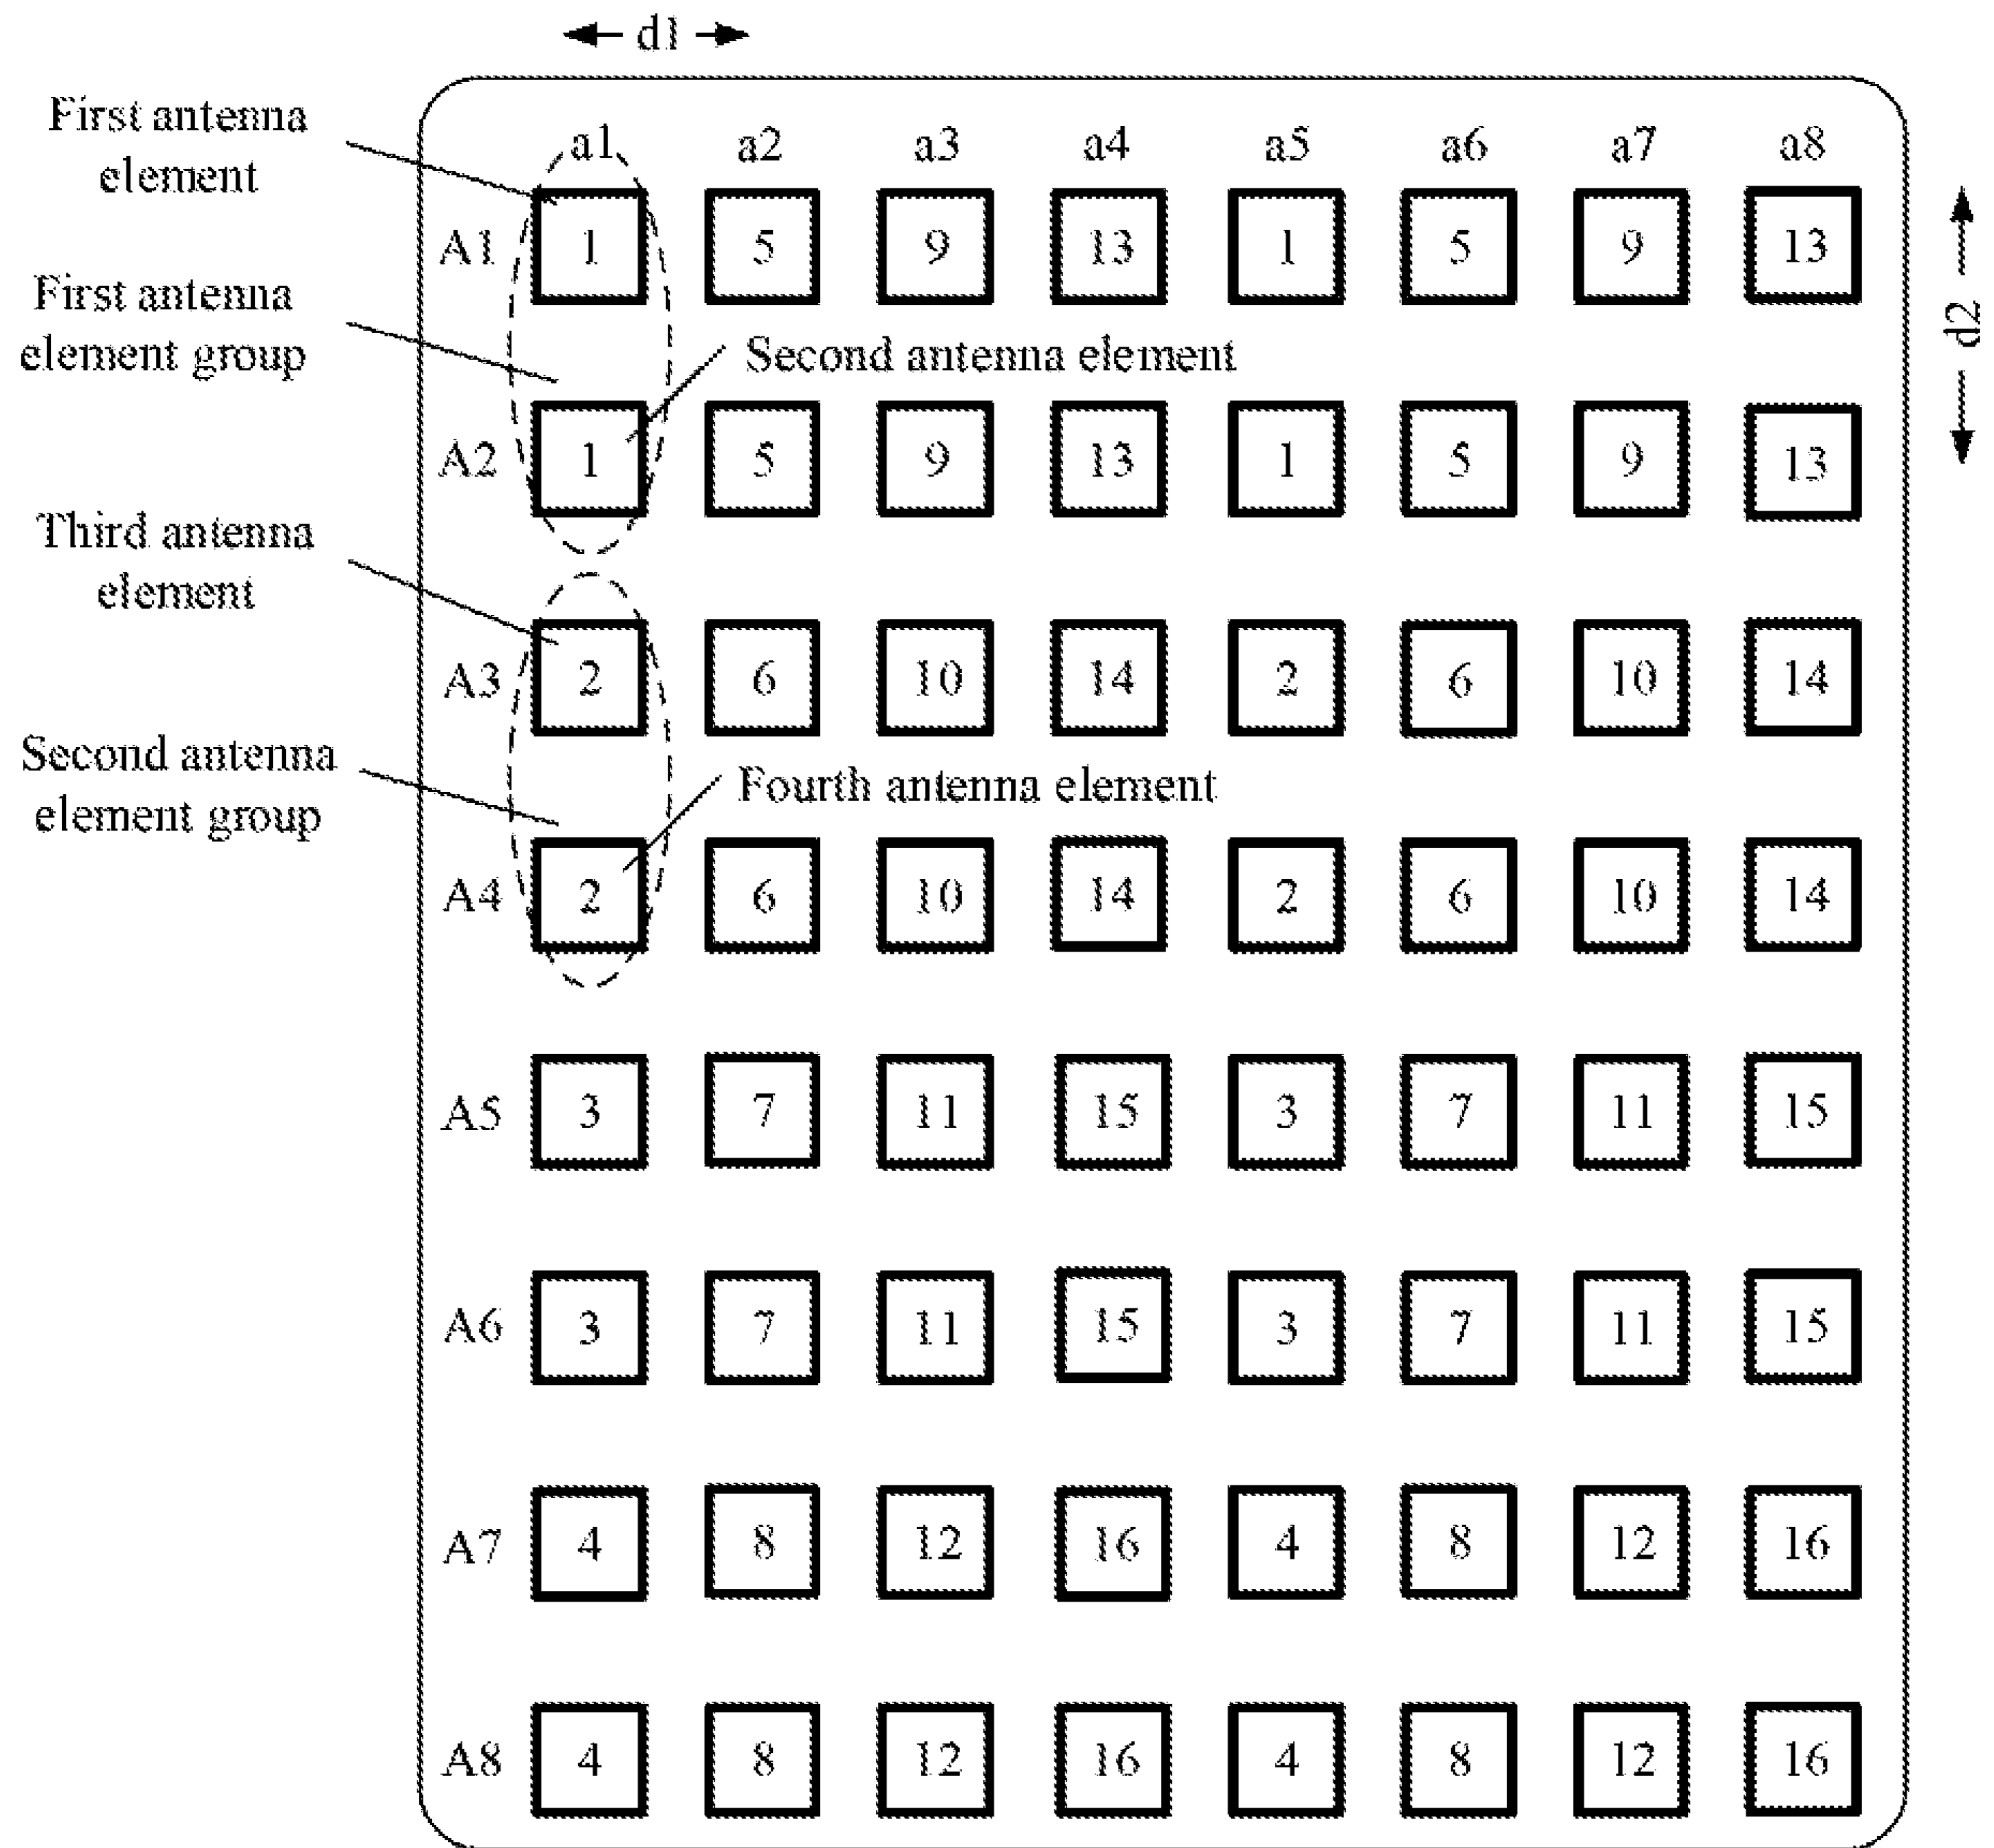 d1
a1 a2 a3 a4 a5 a6 a7 a8
First antenna
element
A1 1 5 9 13 1 5 9 13
First antenna
element group
d2
Second antenna element
A2 1 5 9 13 1 5 9 13
Third antenna
element
A3 2 6 10 14 2 6 10 14
Second antenna
element group
Fourth antenna element
A4 2 6 10 14 2 6 10 14
A5 3 7 11 15 3 7 11 15
A6 3 7 11 15 3 7 11 15
A7 4 8 12 16 4 8 12 16
A8 4 8 12 16 4 8 12 16